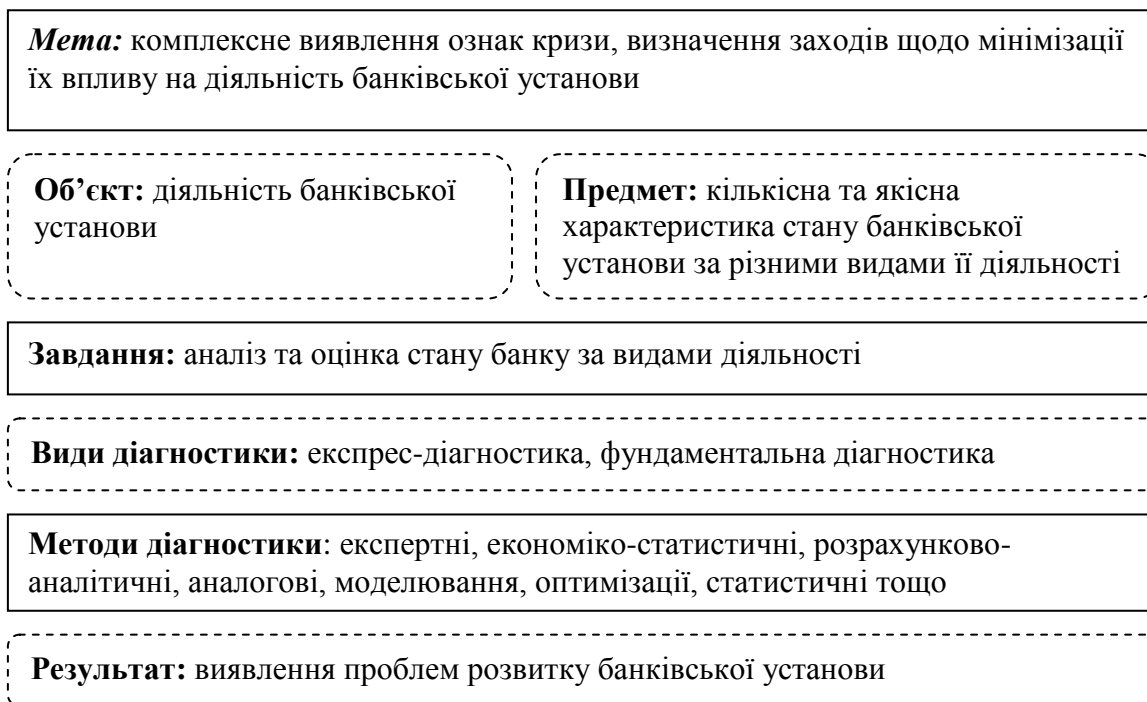 Мета: комплексне виявлення ознак кризи, визначення заходів щодо мінімізації
їх впливу на діяльність банківської установи
Об’єкт: діяльність банківської
установи
Предмет: кількісна та якісна
характеристика стану банківської
установи за різними видами її діяльності
Завдання: аналіз та оцінка стану банку за видами діяльності
Види діагностики: експрес-діагностика, фундаментальна діагностика
Методи діагностики: експертні, економіко-статистичні, розрахунково-
аналітичні, аналогові, моделювання, оптимізації, статистичні тощо
Результат: виявлення проблем розвитку банківської установи